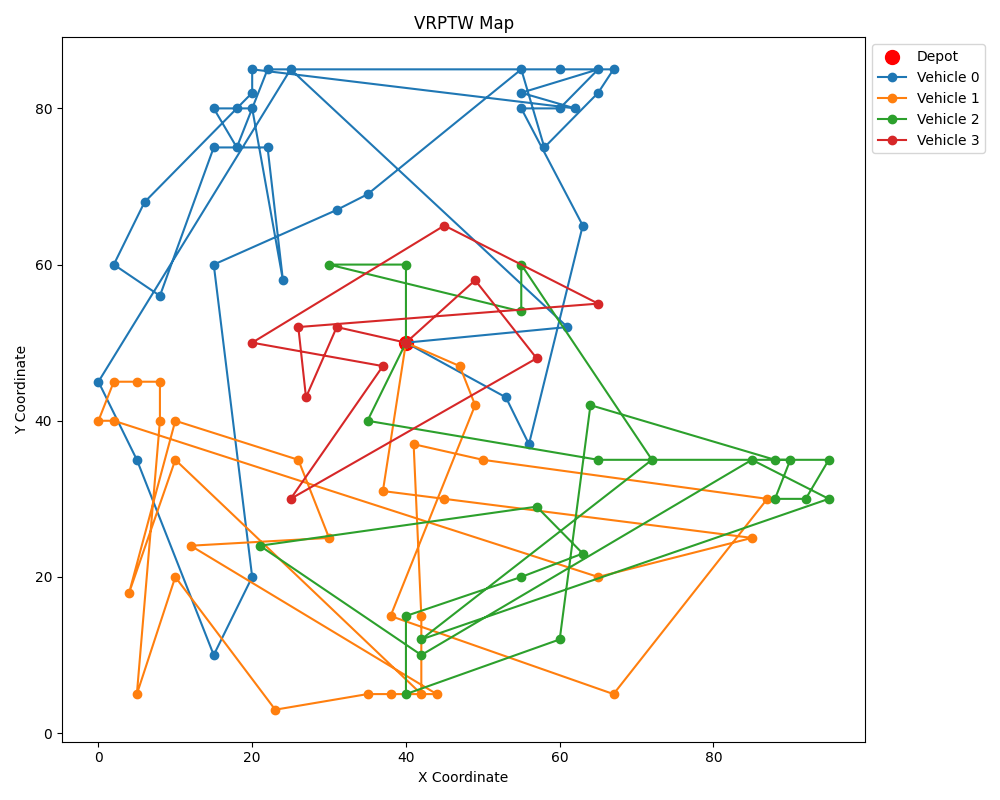 VRPTW Map
Depot
Vehicle 0
Vehicle 1
Vehicle 2
Vehicle 3
80
60
40
20
0
Y Coordinate
0 20 40 60 80
X Coordinate